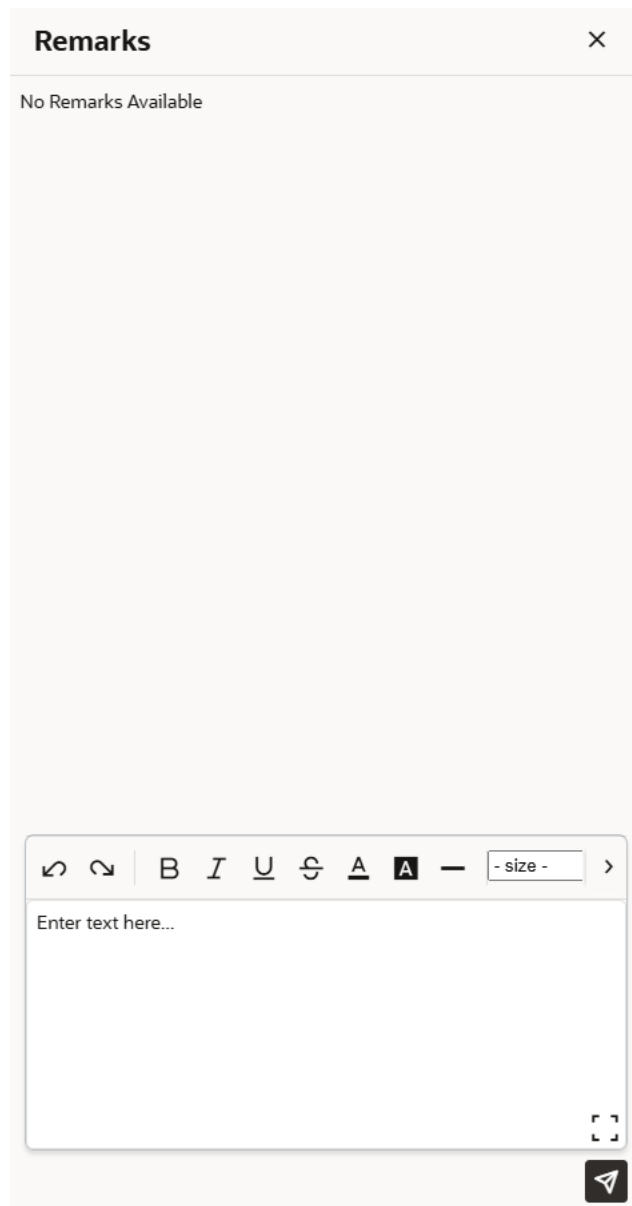 Remarks
No Remarks Available
B I U S A A - size -
Enter text here...